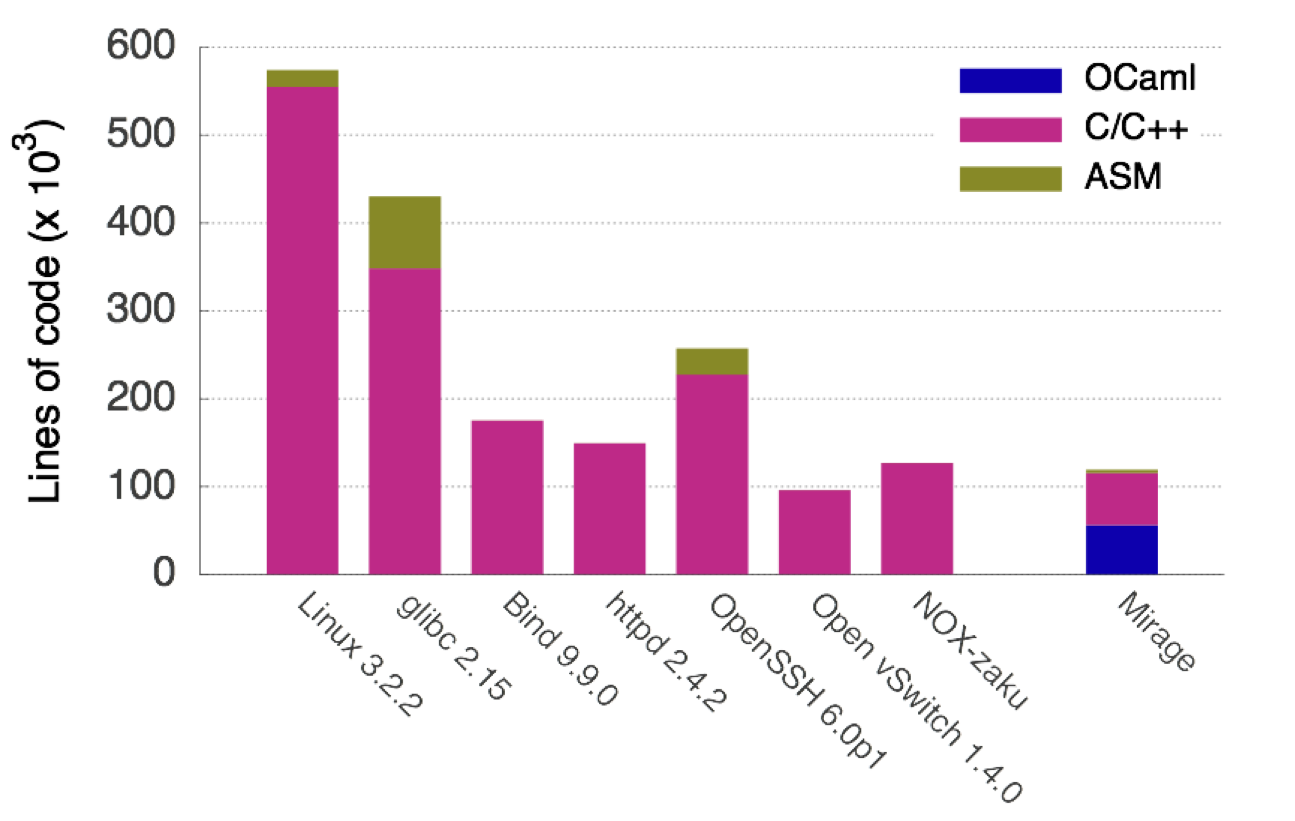 600
500
400
300
200
100
0
Lines of code (x 10³)
OCaml
C/C++
ASM
Linux 3.2.2
glibc 2.15
Bind 9.9.0
httpd 2.4.2
OpenSSH 6.0p1
Open vSwitch 1.4.0
NOX-zaku
Mirage